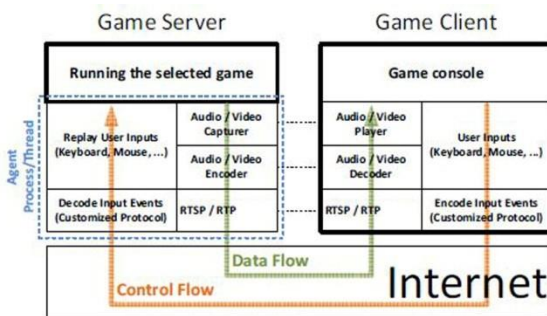 Game Server
Game Client
Running the selected game
Game console
Agent
Process/Thread
Replay User Inputs
(Keyboard, Mouse, ...)
Audio / Video
Capturer
Audio / Video
Encoder
Decode Input Events
(Customized Protocol)
RTSP / RTP
Audio / Video
Player
Audio / Video
Decoder
User Inputs
(Keyboard, Mouse, ...)
RTSP / RTP
Encode Input Events
(Customized Protocol)
Data Flow
Control Flow
Internet